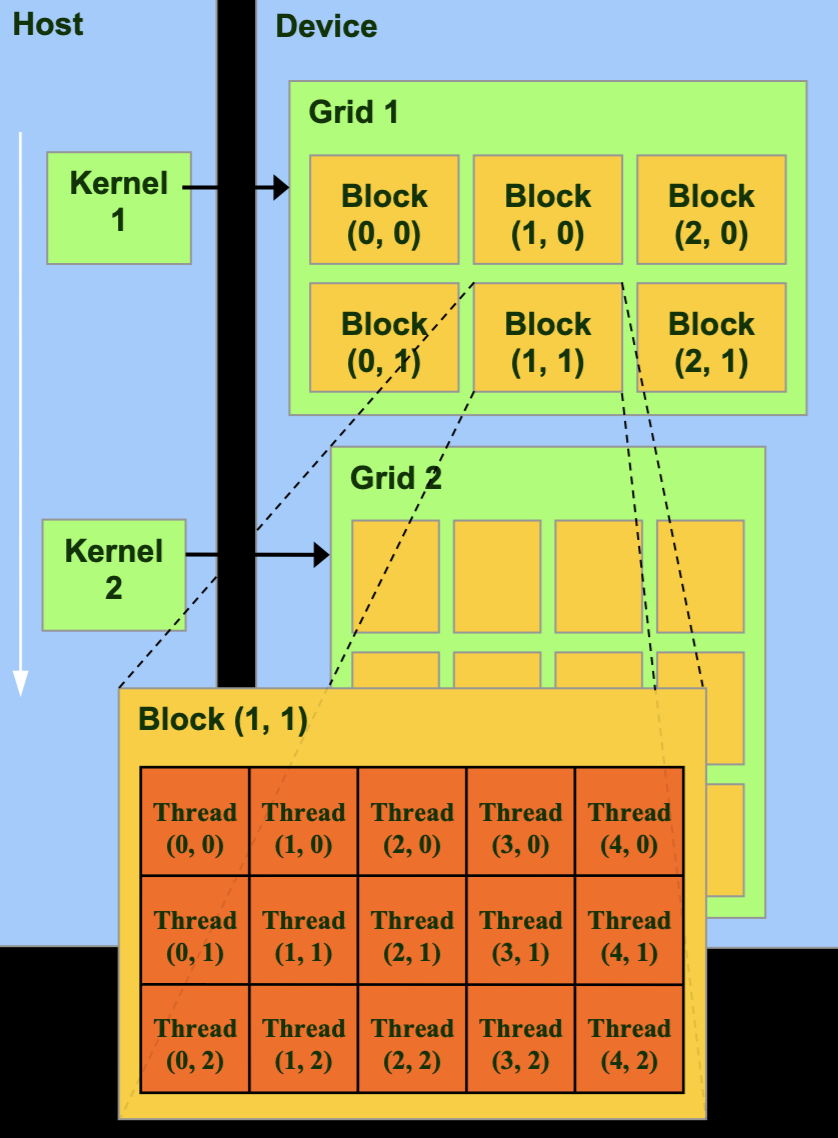 Host
Device
Grid 1
Kernel
1
Block
(0, 0)
Block
(1, 0)
Block
(2, 0)
Block
(0, 1)
Block
(1, 1)
Block
(2, 1)
Grid 2
Kernel
2
Block (1, 1)
Thread
(0, 0)
Thread
(1, 0)
Thread
(2, 0)
Thread
(3, 0)
Thread
(4, 0)
Thread
(0, 1)
Thread
(1, 1)
Thread
(2, 1)
Thread
(3, 1)
Thread
(4, 1)
Thread
(0, 2)
Thread
(1, 2)
Thread
(2, 2)
Thread
(3, 2)
Thread
(4, 2)